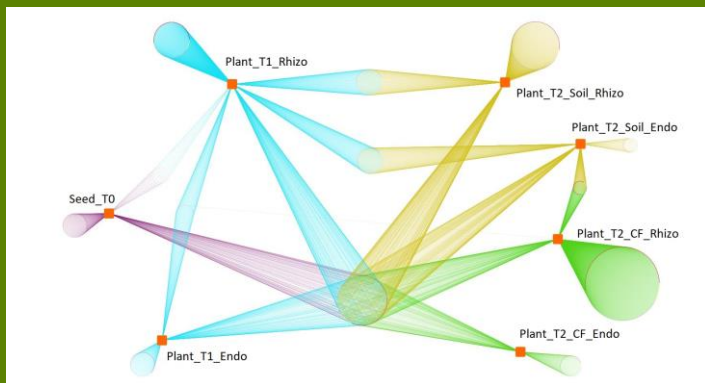 Plant_T1_Rhizo
Plant_T2_Soil_Rhizo
Plant_T2_Soil_Endo
Seed_T0
Plant_T2_CF_Rhizo
Plant_T1_Endo
Plant_T2_CF_Endo